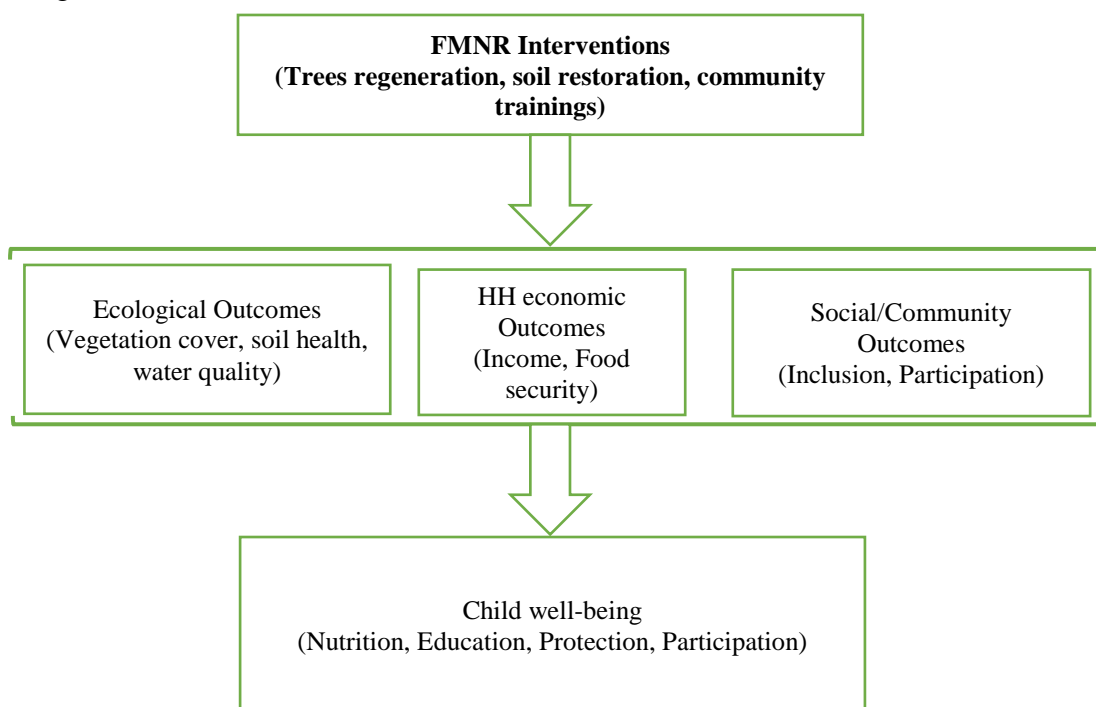 FMNR Interventions
(Trees regeneration, soil restoration, community
trainings)
Ecological Outcomes
(Vegetation cover, soil health,
water quality)
HH economic
Outcomes
(Income, Food
security)
Social/Community
Outcomes
(Inclusion, Participation)
Child well-being
(Nutrition, Education, Protection, Participation)